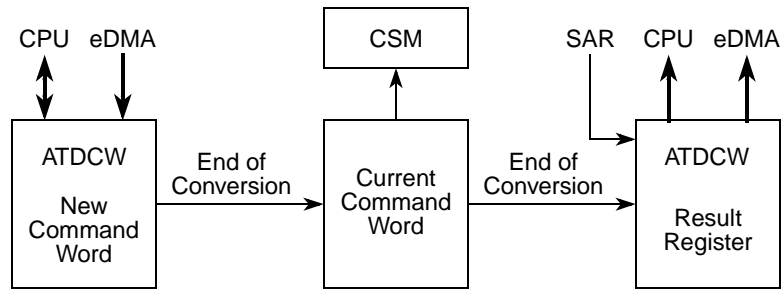 CPU eDMA
CSM
SAR CPU eDMA
ATDCW
New
Command
Word
End of
Conversion
Current
Command
Word
End of
Conversion
ATDCW
Result
Register